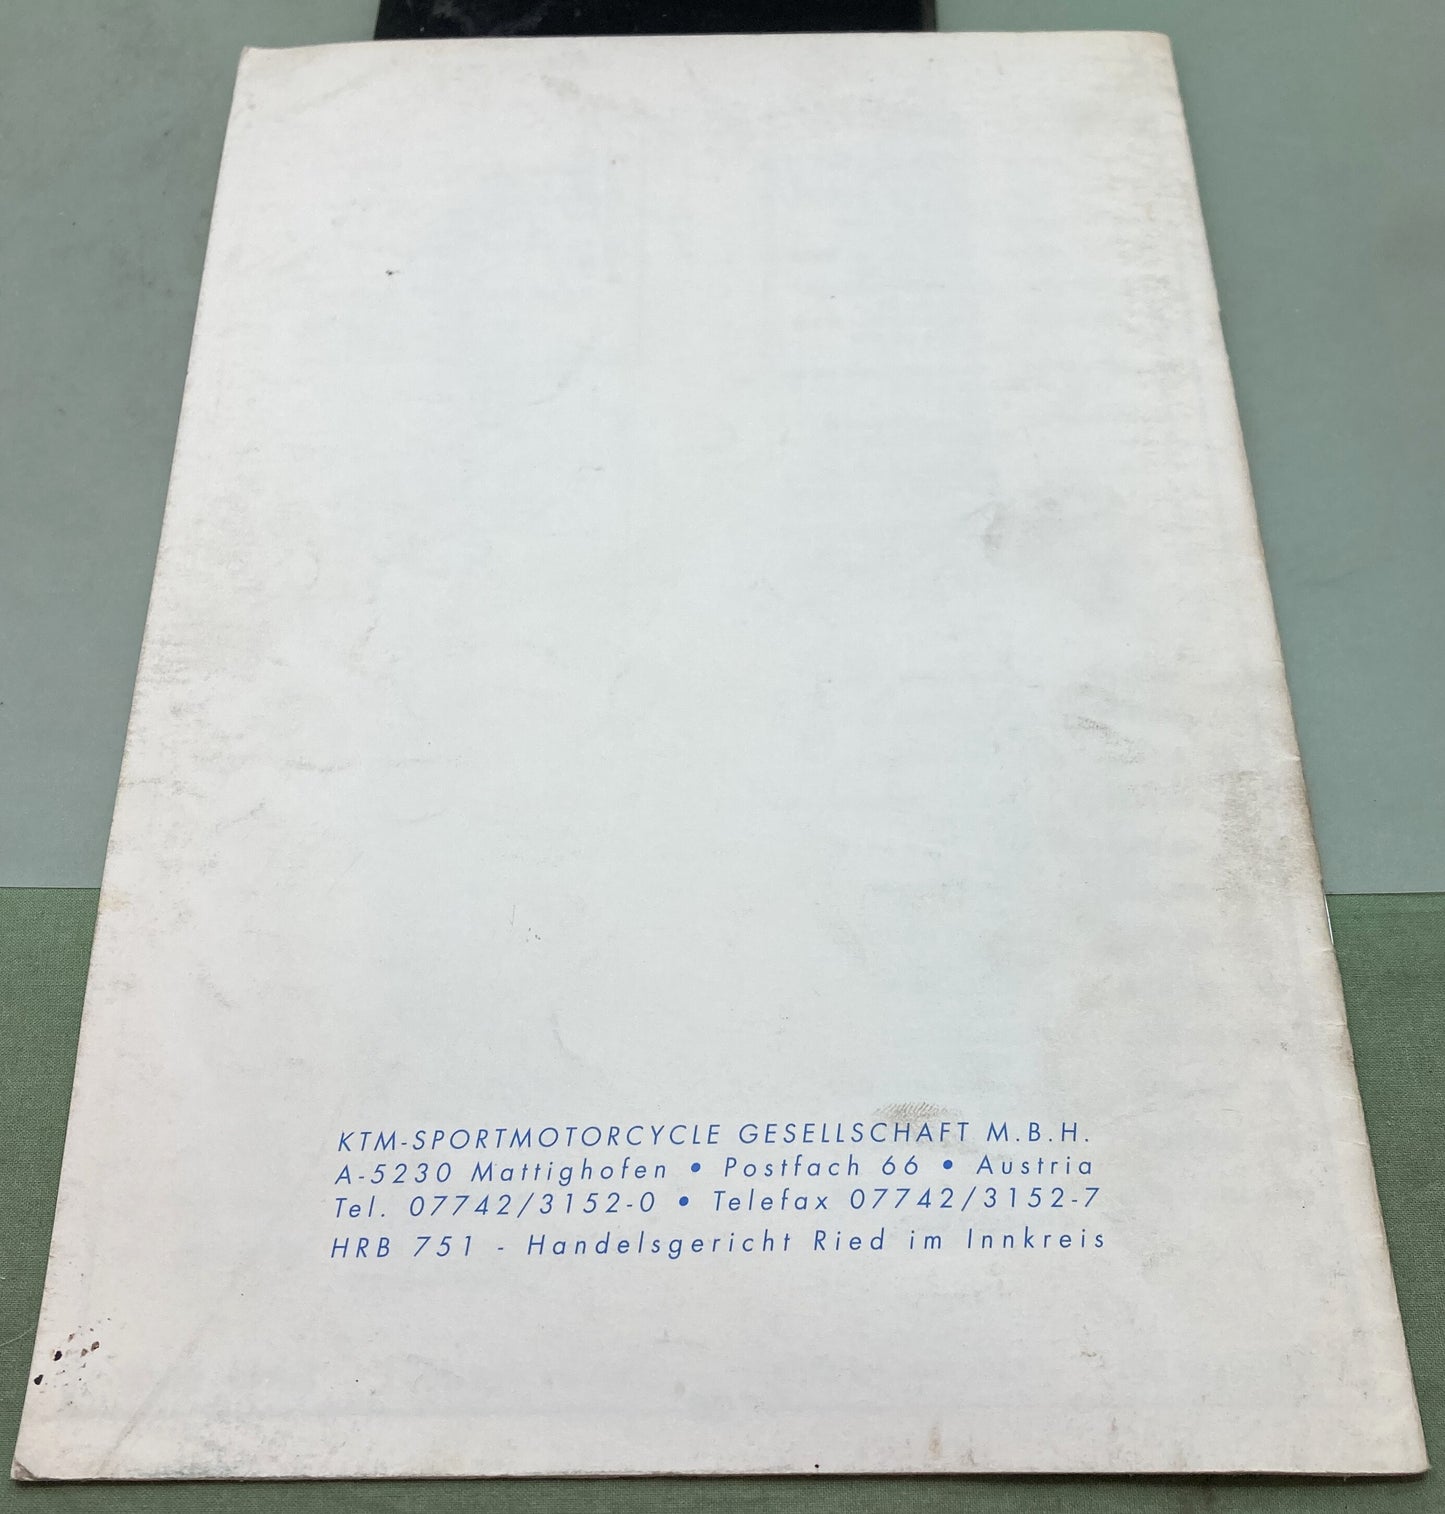 KTM-SPORTMOTORCYCLE GESELLSCHAFT M.B.H.
A-5230 Mattighofen • Postfach 66 • Austria
Tel. 07742/3152-0 • Telefax 07742/3152-7
HRB 751 - Handelsgericht Ried im Innkreis